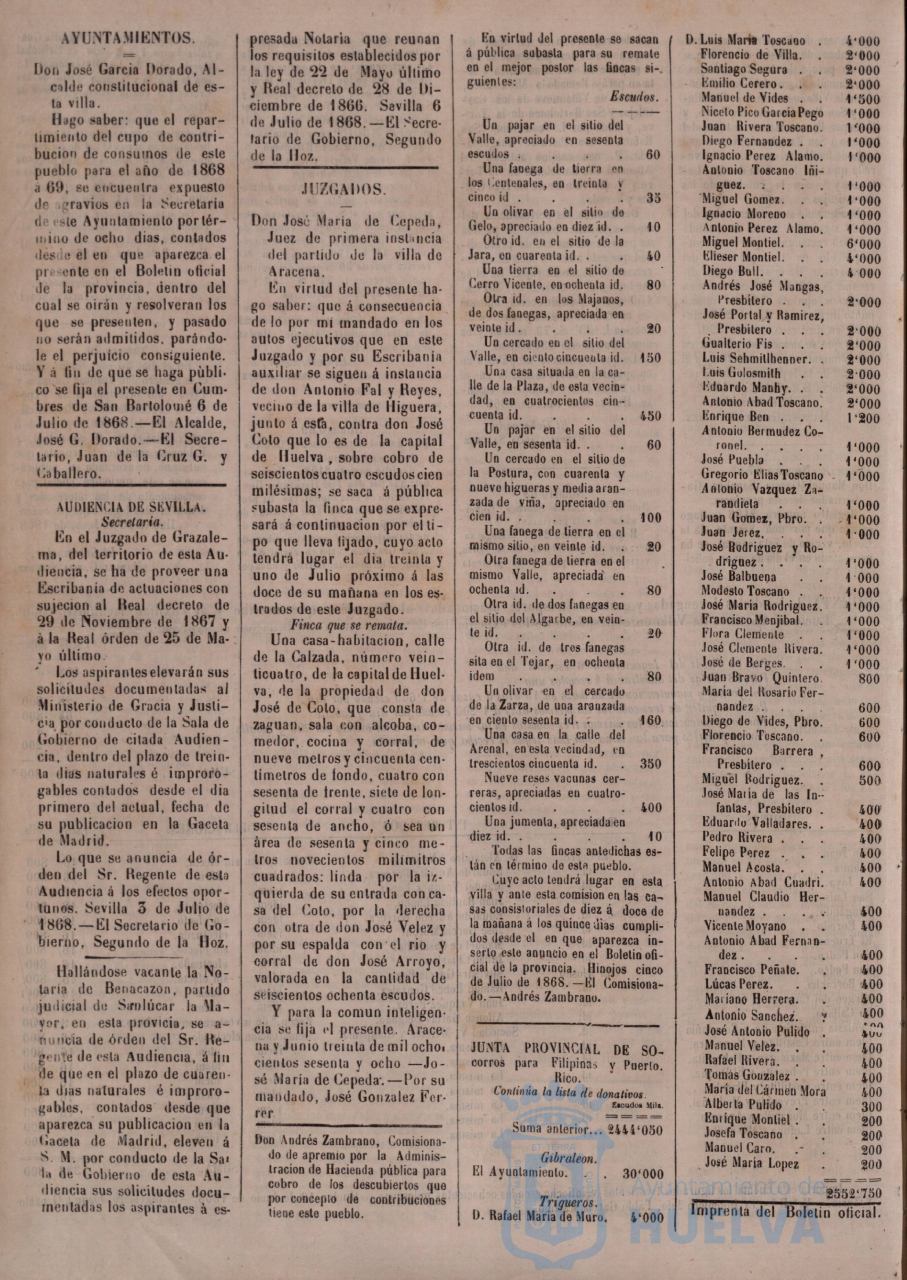 AYUNTAMIENTOS.
Don José Garcia Dorado, Al-
calde constitucional de es-
ta villa.
Hago saber: que el repar-
timiento del cupo de contri-
bucion de consumos de este
pueblo para el año de 1868
á 69, se encuentra expuesto
de agravios en la Secretaría
de este Ayuntamiento por tér-
mino de ocho dias, contados
desde el en que aparezca el
presente en el Boletin oficial
de la provincia, dentro del
cual se oirán y resolveran los
que se presenten, y pasado
no serán admitidos, parándo-
le el perjuicio consiguiente.
Y á fin de que se haga públi-
co se fija el presente en Cum-
bres de San Bartolomé 6 de
Julio de 1868.—El Alcalde,
José G. Dorado.—El Secre-
tario, Juan de la Cruz G. y
Caballero.
AUDIENCIA DE SEVILLA.
Secretaría.
En el Juzgado de Grazale-
ma, del territorio de esta Au-
diencia, se ha de proveer una
Escribanía de actuaciones con
sujecion al Real decreto de
29 de Noviembre de 1867 y
á la Real órden de 25 de Ma-
yo último.
Los aspirantes elevarán sus
solicitudes documentadas al
Ministerio de Gracia y Justi-
cia por conducto de la Sala de
Gobierno de citada Audien-
cia, dentro del plazo de trein-
ta dias naturales é improro-
gables contados desde el dia
primero del actual, fecha de
su publicacion en la Gaceta
de Madrid.
Lo que se anuncia de ór-
den del Sr. Regente de esta
Audiencia á los efectos opor-
tunos. Sevilla 3 de Julio de
1868.—El Secretario de Go-
bierno, Segundo de la Hoz.
Hallándose vacante la No-
taria de Benacazon, partido
judicial de Sanlúcar la Ma-
yor, en esta provicia, se a-
nuncia de órden del Sr. Re-
gente de esta Audiencia, á fin
de que en el plazo de cuaren-
ta dias naturales é improro-
gables, contados desde que
aparezca su publicacion en la
Gaceta de Madrid, eleven á
S. M. por conducto de la Sa-
la de Gobierno de esta Au-
diencia sus solicitudes docu-
mentadas los aspirantes á es-
presada Notaria que reunan
los requisitos establecidos por
la ley de 22 de Mayo último
y Real decreto de 28 de Di-
ciembre de 1866. Sevilla 6
de Julio de 1868.—El Secre-
tario de Gobierno, Segundo
de la Hoz.
JUZGADOS.
Don José María de Cepeda,
Juez de primera instancia
del partido de la villa de
Aracena.
En virtud del presente ha-
go saber: que á consecuencia
de lo por mí mandado en los
autos ejecutivos que en este
Juzgado y por su Escribanía
auxiliar se siguen á instancia
de don Antonio Fal y Reyes,
vecino de la villa de Higuera,
junto á esta, contra don José
Coto que lo es de la capital
de Huelva, sobre cobro de
seiscientos cuatro escudos cien
milésimas; se saca á pública
subasta la finca que se expre-
sará á continuacion por el ti-
po que lleva fijado, cuyo acto
tendrá lugar el dia treinta y
uno de Julio próximo á las
doce de su mañana en los es-
trados de este Juzgado.
Finca que se remata.
Una casa-habitacion, calle
de la Calzada, número vein-
ticuatro, de la capital de Huel-
va, de la propiedad de don
José de Coto, que consta de
zaguan, sala con alcoba, co-
medor, cocina y corral, de
nueve metros y cincuenta cen-
tímetros de fondo, cuatro con
sesenta de frente, siete de lon-
gitud el corral y cuatro con
sesenta de ancho, ó sea un
área de sesenta y cinco me-
tros novecientos milimitros
cuadrados: linda por la iz-
quierda de su entrada con ca-
sa del Coto, por la derecha
con otra de don José Velez y
por su espalda con el rio y
corral de don José Arroyo,
valorada en la cantidad de
seiscientos ochenta escudos.
Y para la comun inteligen-
cia se fija el presente. Arace-
na y Junio treinta de mil ocho-
cientos sesenta y ocho —Jo-
sé María de Cepeda.—Por su
mandado, José Gonzalez Fer-
rer
Don Andrés Zambrano, Comisiona-
do de apremio por la Adminis-
tracion de Hacienda pública para
cobro de los descubiertos que
por concepto de contribuciones
tiene este pueblo.
En virtud del presente se sacan
á pública subasta para su remate
en el mejor postor las fincas si-
guientes:
Escudos.
Un pajar en el sitio del
Valle, apreciado en sesenta
escudos . . . . 60
Una fanega de tierra en
los Centenales, en treinta y
cinco id . . . . 35
Un olivar en el sitio de
Gelo, apreciado en diez id. . 10
Otro id. en el sitio de la
Jara, en cuarenta id. . . 40
Una tierra en el sitio de
Cerro Vicente, en ochenta id. 80
Otra id. en los Majanos,
de dos fanegas, apreciada en
veinte id. . . . . 20
Un cercado en el sitio del
Valle, en ciento cincuenta id. 150
Una casa situada en la ca-
lle de la Plaza, de esta vecin-
dad, en cuatrocientos cin-
cuenta id. . . . . 450
Un pajar en el sitio del
Valle, en sesenta id. . . 60
Un cercado en el sitio de
la Postura, con cuarenta y
nueve higueras y media aran-
zada de viña, apreciado en
cien id. . . . . 100
Una fanega de tierra en el
mismo sitio, en veinte id. . 20
Otra fanega de tierra en el
mismo Valle, apreciada en
ochenta id. . . . . 80
Otra id. de dos fanegas en
el sitio del Algarbe, en vein-
te id. . . . . 20
Otra id. de tres fanegas
sita en el Tejar, en ochenta
idem . . . . 80
Un olivar en el cercado
de la Zarza, de una aranzada
en ciento sesenta id. . . 160
Una casa en la calle del
Arenal, en esta vecindad, en
trescientos cincuenta id. . 350
Nueve reses vacunas cer-
reras, apreciadas en cuatro-
cientos id. . . . 400
Una jumenta, apreciada en
diez id. . . . . 10
Todas las fincas antedichas es-
tán en término de este pueblo.
Cuyo acto tendrá lugar en esta
villa y ante esta comision en las ca-
sas consistoriales de diez á doce de
la mañana á los quince dias cumpli-
dos desde el en que aparezca in-
serto este anuncio en el Boletin ofi-
cial de la provincia. Hinojos cinco
de Julio de 1868.—El Comisiona-
do.—Andrés Zambrano.
JUNTA PROVINCIAL DE SO-
corros para Filipinas y Puerto.
Rico.
Continúa la lista de donativos.
Escudos Mils.
Suma anterior... 2444'050
Gibraleon.
El Ayuntamiento. . . 30'000
Trigueros.
D. Rafael Maria de Muro, 4'000
D. Luis Maria Toscano . 4'000
Florencio de Villa. . 2'000
Santiago Segura . . 2'000
Emilio Cerero. . . 2'000
Manuel de Vides . . 1'500
Niceto Pico Garcia Pego 1'000
Juan Rivera Toscano. 1'000
Diego Fernandez . . 1'000
Ignacio Perez Alamo. 1'000
Antonio Toscano Iñi-
guez. . . . . 1'000
Miguel Gomez. . . 1'000
Ignacio Moreno . . 1'000
Antonio Perez Alamo. 1'000
Miguel Montiel. . . 6'000
Elieser Montiel. . . 4'000
Diego Bull. . . . 4 000
Andrés José Mangas,
Presbitero . . . 2'000
José Portal y Ramirez,
Presbitero . . . 2'000
Gualterio Fis . . . 2'000
Luis Sehmitlhenner. . 2'000
Luis Golosmith . . 2'000
Eduardo Manhy. . . 2'000
Antonio Abad Toscano. 2'000
Enrique Ben . . . 1'200
Antonio Bermudez Co-
ronel. . . . . 1'000
José Puebla . . . 1'000
Gregorio Elias Toscano . 1'000
Antonio Vazquez Za-
randieta . . . 1'000
Juan Gomez, Pbro. . . 1'000
Juan Jerez. . . . 1'000
José Rodriguez y Ro-
driguez . . . . 1'000
José Balbuena . . 1 000
Modesto Toscano . . 1'000
José Maria Rodriguez. 1'000
Francisco Menjibal. . 1'000
Flora Clemente . . 1'000
José Clemente Rivera. 1'000
José de Berges. . . 1'000
Juan Bravo Quintero. 800
Maria del Rosario Fer-
nandez . . . . 600
Diego de Vides, Pbro. 600
Florencio Toscano. . 600
Francisco Barrera,
Presbitero . . . 600
Miguel Rodriguez. . 500
José Maria de las In-
fantas, Presbitero . 400
Eduardo Valladares. . 400
Pedro Rivera . . . 400
Felipe Perez . . . 400
Manuel Acosta. . . 400
Antonio Abad Cuadri. 400
Manuel Claudio Her-
nandez . . . . 400
Vicente Moyano . . 400
Antonio Abad Fernan-
dez. . . . . 400
Francisco Peñate. . 400
Lúcas Perez. . . 400
Mariano Herrera. . 400
Antonio Sanchez. . 400
José Antonio Pulido . 400
Manuel Velez. . . 400
Rafael Rivera. . . 400
Tomás Gonzalez . . 400
María del Cármen Mora 400
Alberta Pulido . . 300
Enrique Montiel . . 200
Josefa Toscano . . 200
Manuel Caro. . . 200
José Maria Lopez . 200
2552'750
Imprenta del Boletin oficial.
Ayuntamiento de
HUELVA